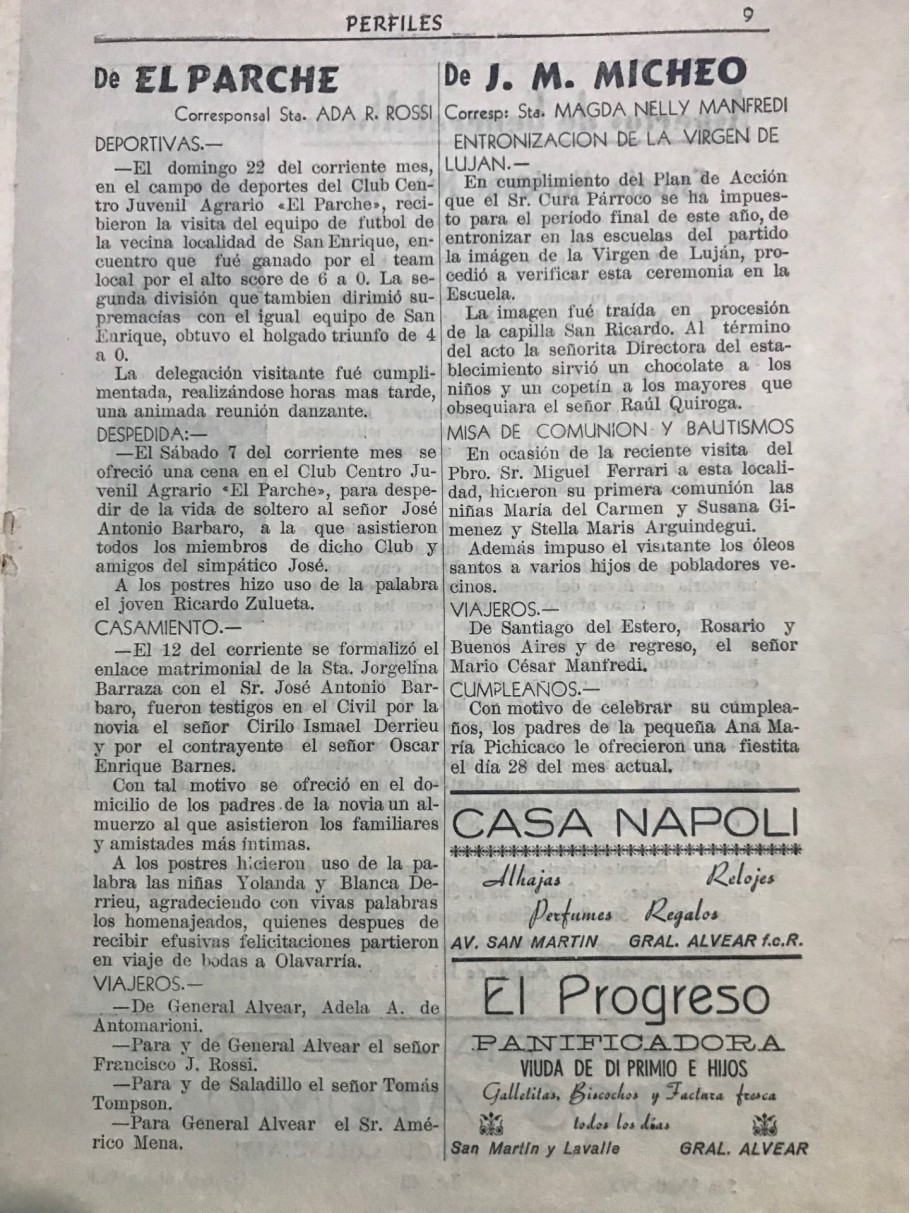 PERFILES
9
De EL PARCHE
Corresponsal Sta. ADA R. ROSSI
DEPORTIVAS.—
—El domingo 22 del corriente mes,
en el campo de deportes del Club Cen-
tro Juvenil Agrario «El Parche», reci-
bieron la visita del equipo de futbol de
la vecina localidad de San Enrique, en-
cuentro que fué ganado por el team
local por el alto score de 6 a 0. La se-
gunda división que tambien dirimió su-
premacías con el igual equipo de San
Enrique, obtuvo el holgado triunfo de 4
a 0.
La delegación visitante fué cumpli-
mentada, realizándose horas mas tarde,
una animada reunión danzante.
DESPEDIDA:—
—El Sábado 7 del corriente mes se
ofreció una cena en el Club Centro Ju-
venil Agrario «El Parche», para despe-
dir de la vida de soltero al señor José
Antonio Barbaro, a la que asistieron
todos los miembros de dicho Club y
amigos del simpático José.
A los postres hizo uso de la palabra
el joven Ricardo Zulueta.
CASAMIENTO.—
—El 12 del corriente se formalizó el
enlace matrimonial de la Sta. Jorgelina
Barraza con el Sr. José Antonio Bar-
baro, fueron testigos en el Civil por la
novia el señor Cirilo Ismael Derrieu
y por el contrayente el señor Oscar
Enrique Barnes.
Con tal motivo se ofreció en el do-
micilio de los padres de la novia un al-
muerzo al que asistieron los familiares
y amistades más íntimas.
A los postres hicieron uso de la pa-
labra las niñas Yolanda y Blanca De-
rrieu, agradeciendo con vivas palabras
los homenajeados, quienes despues de
recibir efusivas felicitaciones partieron
en viaje de bodas a Olavarría.
VIAJEROS.—
—De General Alvear, Adela A. de
Antomarioni.
—Para y de General Alvear el señor
Francisco J. Rossi.
—Para y de Saladillo el señor Tomás
Tompson.
—Para General Alvear el Sr. Amé-
rico Mena.
De J. M. MICHEO
Corresp: Sta. MAGDA NELLY MANFREDI
ENTRONIZACION DE LA VIRGEN DE
LUJAN.—
En cumplimiento del Plan de Acción
que el Sr. Cura Párroco se ha impues-
to para el período final de este año, de
entronizar en las escuelas del partido
la imágen de la Virgen de Luján, pro-
cedió a verificar esta ceremonia en la
Escuela.
La imagen fué traída en procesión
de la capilla San Ricardo. Al término
del acto la señorita Directora del esta-
blecimiento sirvió un chocolate a los
niños y un copetín a los mayores que
obsequiara el señor Raúl Quiroga.
MISA DE COMUNION Y BAUTISMOS
En ocasión de la reciente visita del
Pbro. Sr. Miguel Ferrari a esta locali-
dad, hicieron su primera comunión las
niñas María del Carmen y Susana Gi-
menez y Stella Maris Arguindegui.
Además impuso el visitante los óleos
santos a varios hijos de pobladores ve-
cinos.
VIAJEROS.—
De Santiago del Estero, Rosario y
Buenos Aires y de regreso, el señor
Mario César Manfredi.
CUMPLEAÑOS.—
Con motivo de celebrar su cumplea-
ños, los padres de la pequeña Ana Ma-
ría Pichicaco le ofrecieron una fiestita
el día 28 del mes actual.
CASA NAPOLI
Alhajas Relojes
Perfumes Regalos
AV. SAN MARTIN GRAL. ALVEAR f.c.R.
El Progreso
PANIFICADORA
VIUDA DE DI PRIMIO E HIJOS
Galletitas, Biscochos y Factura fresca
todos los dias
San Martin y Lavalle GRAL. ALVEAR